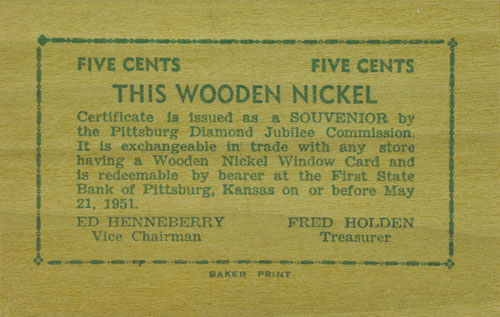 FIVE CENTS FIVE CENTS
THIS WOODEN NICKEL
Certificate is issued as a SOUVENIOR by
the Pittsburg Diamond Jubilee Commission.
It is exchangeable in trade with any store
having a Wooden Nickel Window Card and
is redeemable by bearer at the First State
Bank of Pittsburg, Kansas on or before May
21, 1951.
ED HENNEBERRY FRED HOLDEN
Vice Chairman Treasurer
BAKER PRINT